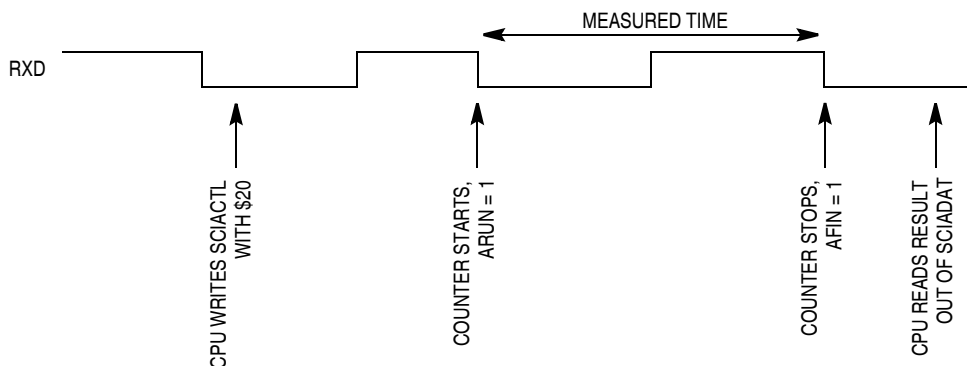 MEASURED TIME
RXD
CPU WRITES SCIACTL
WITH $20
COUNTER STARTS,
ARUN = 1
COUNTER STOPS,
AFIN = 1
CPU READS RESULT
OUT OF SCIADAT